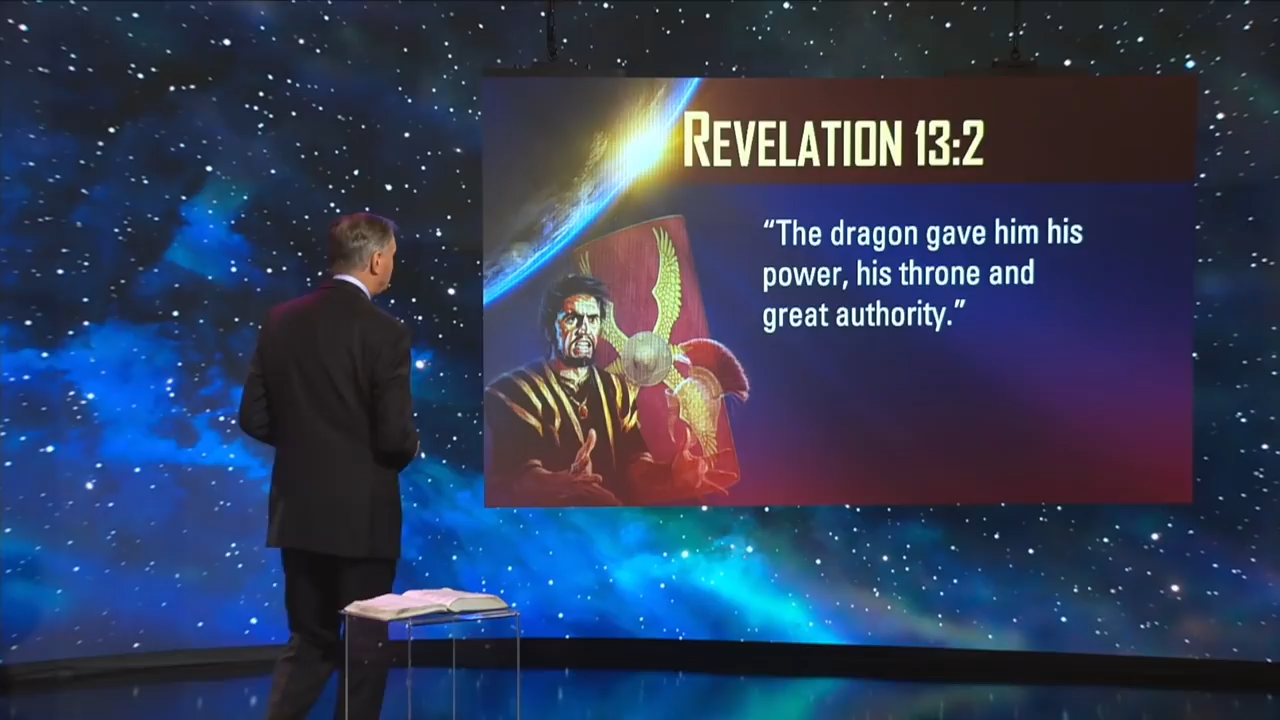 REVELATION 13:2
“The dragon gave him his
power, his throne and
great authority.”